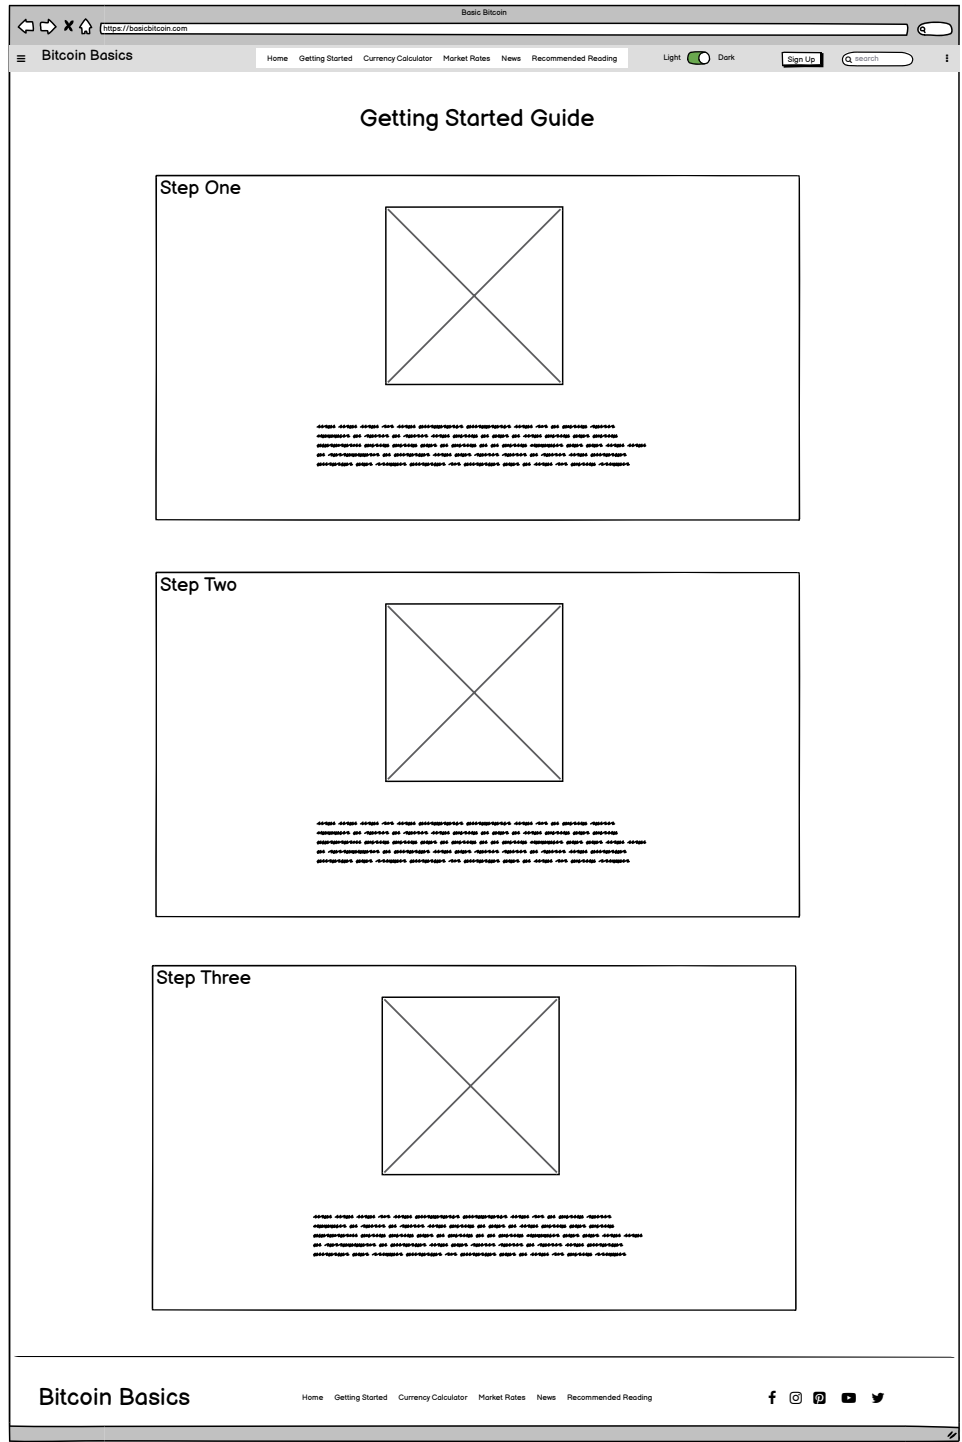 Basic Bitcoin
https://basicbitcoin.com
Bitcoin Basics
Home Getting Started Currency Calculator Market Rates News Recommended Reading
Light Dark
Sign Up
search
Getting Started Guide
Step One
Step Two
Step Three
Bitcoin Basics
Home Getting Started Currency Calculator Market Rates News Recommended Reading